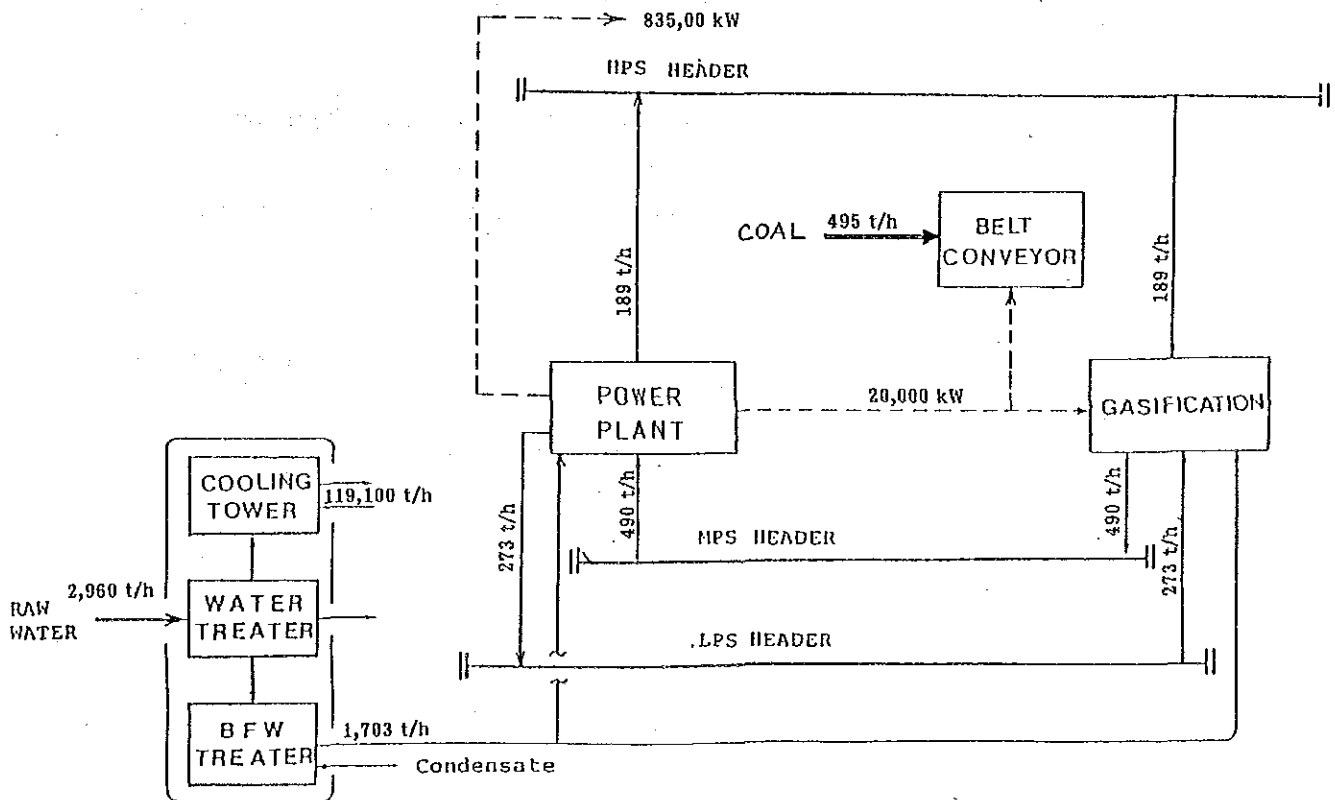 835,00 kW
HPS HEADER
COAL
495 t/h
BELT
CONVEYOR
189 t/h
189 t/h
POWER
PLANT
20,000 kW
GASIFICATION
COOLING
TOWER
119,100 t/h
273 t/h
490 t/h
490 t/h
MPS HEADER
273 t/h
RAW
WATER
2,960 t/h
WATER
TREATER
LPS HEADER
BFW
TREATER
1,703 t/h
Condensate